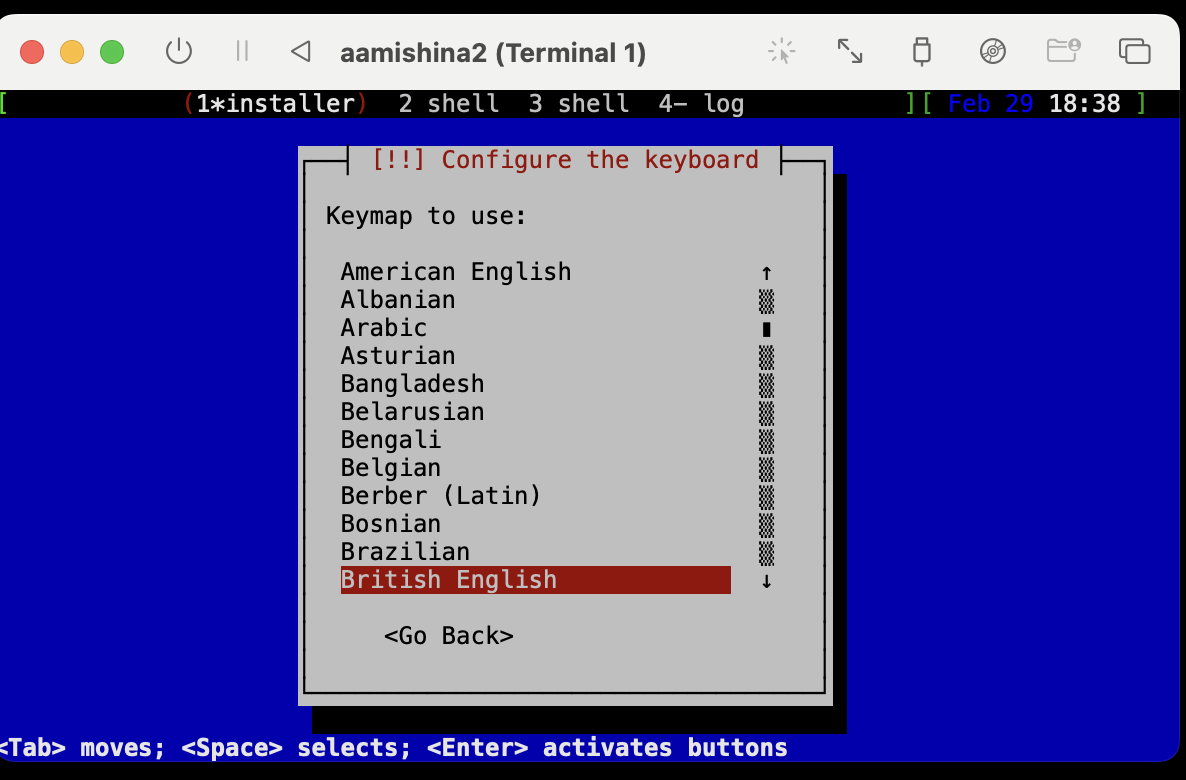 aamishina2 (Terminal 1)
[ (1*installer) 2 shell 3 shell 4- log ][ Feb 29 18:38 ]
[!!] Configure the keyboard
Keymap to use:
American English
Albanian
Arabic
Asturian
Bangladesh
Belarusian
Bengali
Belgian
Berber (Latin)
Bosnian
Brazilian
British English
<Go Back>
<Tab> moves; <Space> selects; <Enter> activates buttons